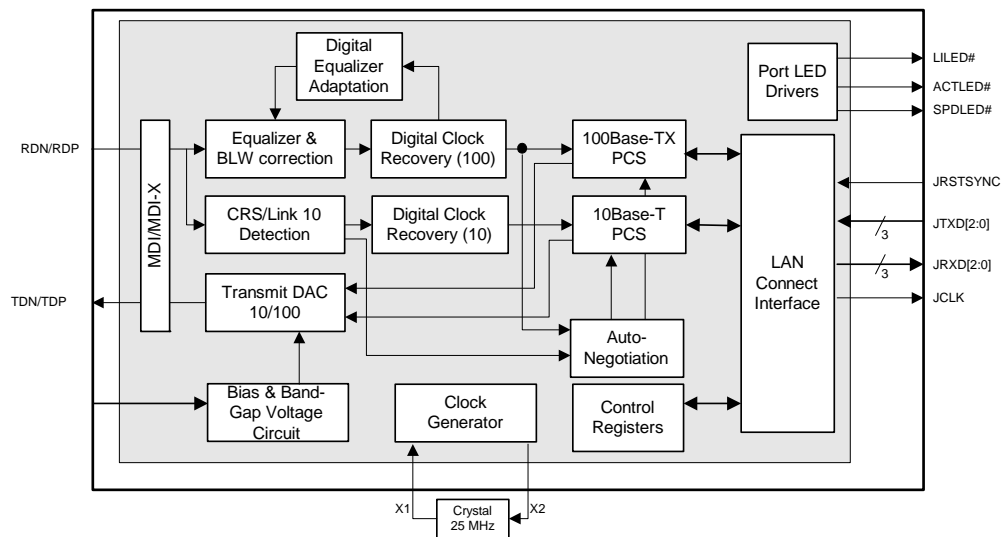 Digital
Equalizer
Adaptation
Port LED
Drivers
LILED#
ACTLED#
SPDLED#
RDN/RDP
MDI/MDI-X
Equalizer &
BLW correction
Digital Clock
Recovery (100)
100Base-TX
PCS
CRS/Link 10
Detection
Digital Clock
Recovery (10)
10Base-T
PCS
LAN
Connect
Interface
JRSTSYNC
JTXD[2:0]
3
JRXD[2:0]
3
JCLK
TDN/TDP
Transmit DAC
10/100
Auto-
Negotiation
Bias & Band-
Gap Voltage
Circuit
Clock
Generator
Control
Registers
X1
X2
Crystal
25 MHz